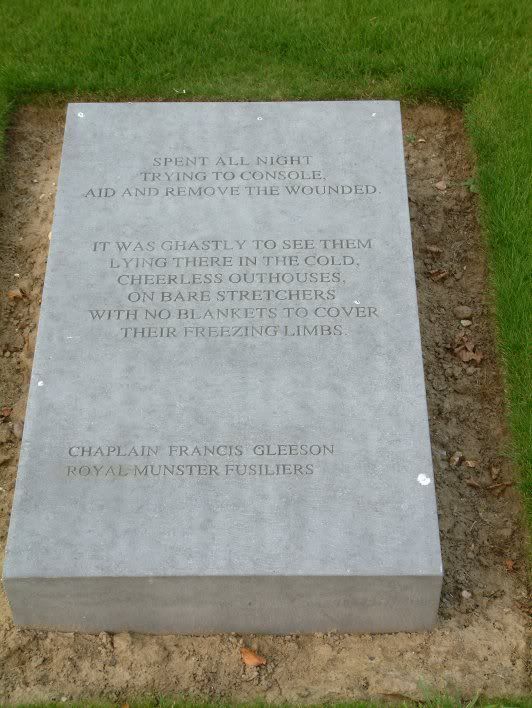 SPENT ALL NIGHT
TRYING TO CONSOLE,
AID AND REMOVE THE WOUNDED.
IT WAS GHASTLY TO SEE THEM
LYING THERE IN THE COLD,
CHEERLESS OUTHOUSES,
ON BARE STRETCHERS
WITH NO BLANKETS TO COVER
THEIR FREEZING LIMBS.
CHAPLAIN FRANCIS GLEESON
ROYAL MUNSTER FUSILIERS